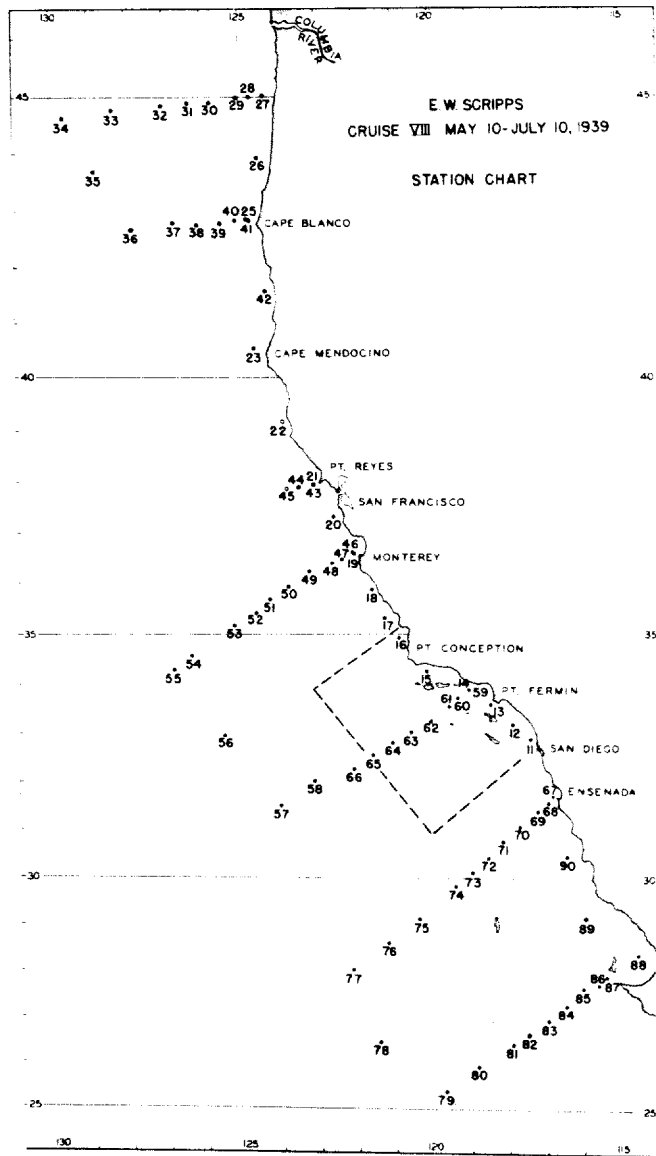 130 125 120 115
COLUMBIA
RIVER
E. W. SCRIPPS
CRUISE VIII MAY 10-JULY 10, 1939
STATION CHART
45 45
28
34 33 32 31 30 29 27
26
35
40 25
36 37 38 39 41 CAPE BLANCO
42
23 CAPE MENDOCINO
40 40
22
PT. REYES
44 21
45 43
SAN FRANCISCO
20
46
47 MONTEREY
49 48 19
50 18
51
52 17
53
35 35
16
PT. CONCEPTION
54
55
15 14 59
PT. FERMIN
61 60
13
62 12
56
63
64 11 SAN DIEGO
65
66
58
67 ENSENADA
57
68
69
70
71
72 90
73
30 30
74
75 89
76
77 88
86
87
85
84
83
78 82
81
80
79
25 25
130 125 120 115